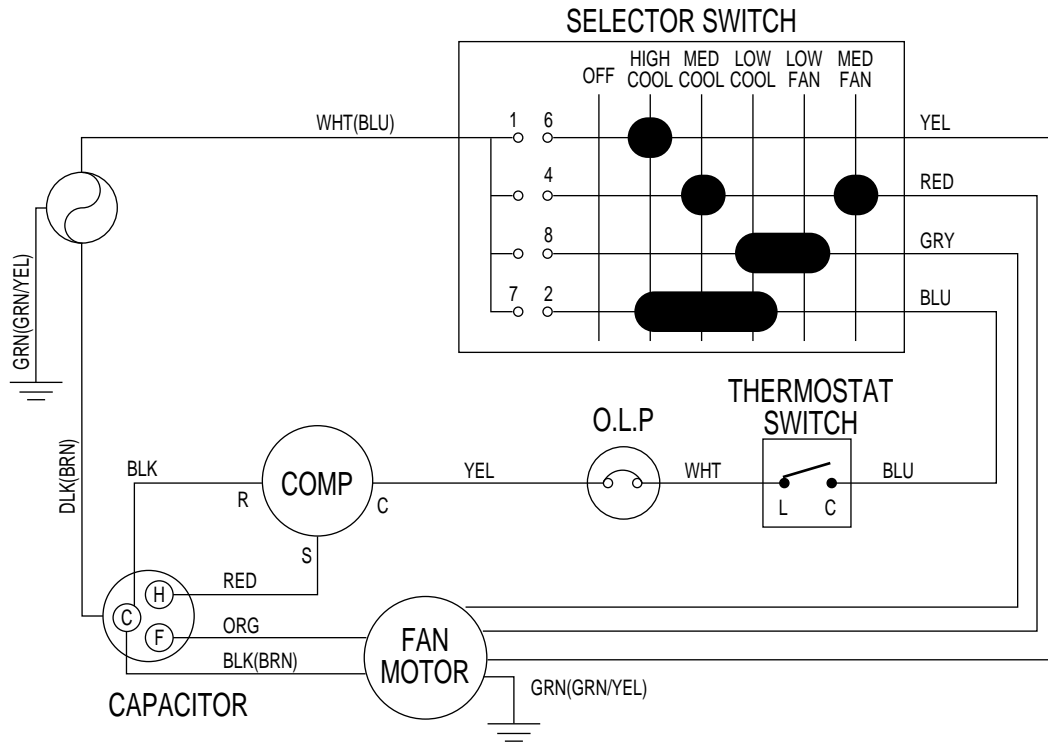 SELECTOR SWITCH
OFF
HIGH COOL
MED COOL
LOW COOL
LOW FAN
MED FAN
WHT(BLU)
1 6
YEL
4
RED
8
GRY
7 2
BLU
GRN(GRN/YEL)
DLK(BRN)
THERMOSTAT
SWITCH
O.L.P
BLK
R
COMP
C
YEL
WHT
L C
BLU
S
H
RED
C
F
ORG
BLK(BRN)
FAN
MOTOR
GRN(GRN/YEL)
CAPACITOR